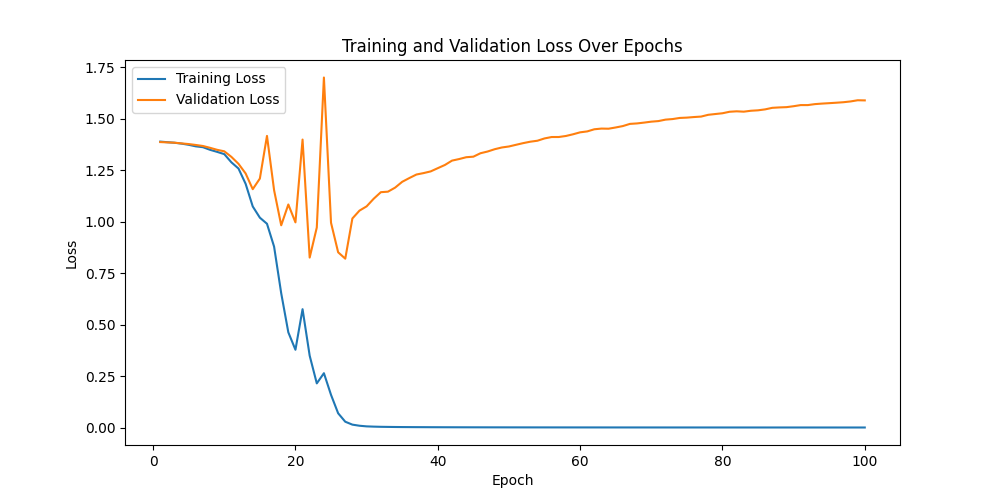 Training and Validation Loss Over Epochs
Training Loss
Validation Loss
Loss
1.75
1.50
1.25
1.00
0.75
0.50
0.25
0.00
0 20 40 60 80 100
Epoch